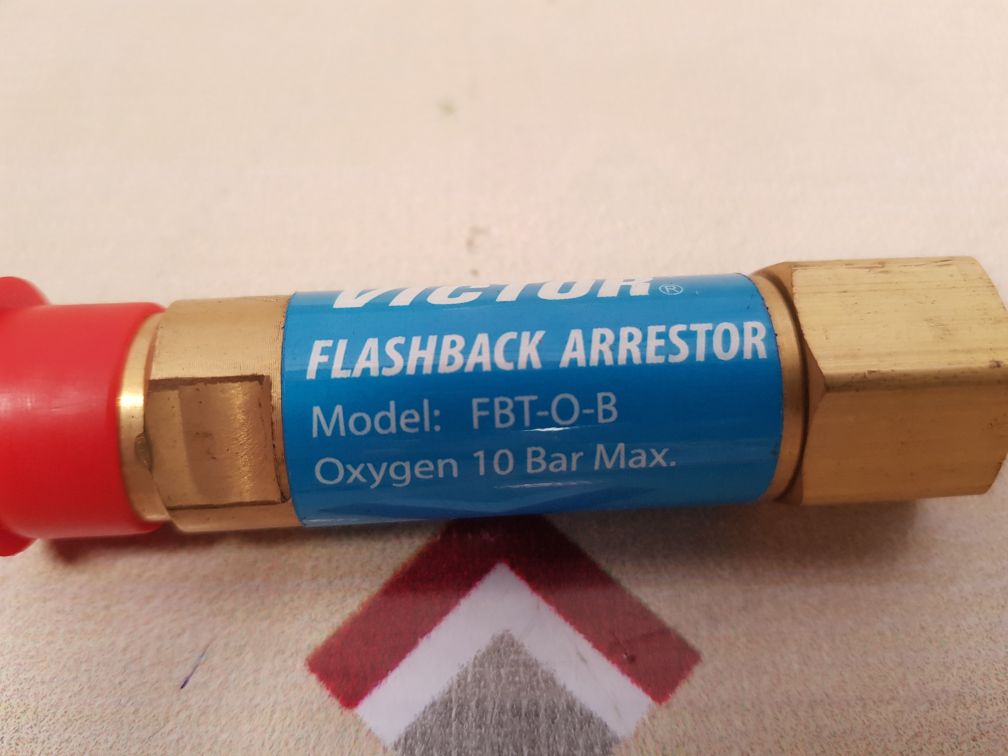 VICTOR®
FLASHBACK ARRESTOR
Model: FBT-O-B
Oxygen 10 Bar Max.